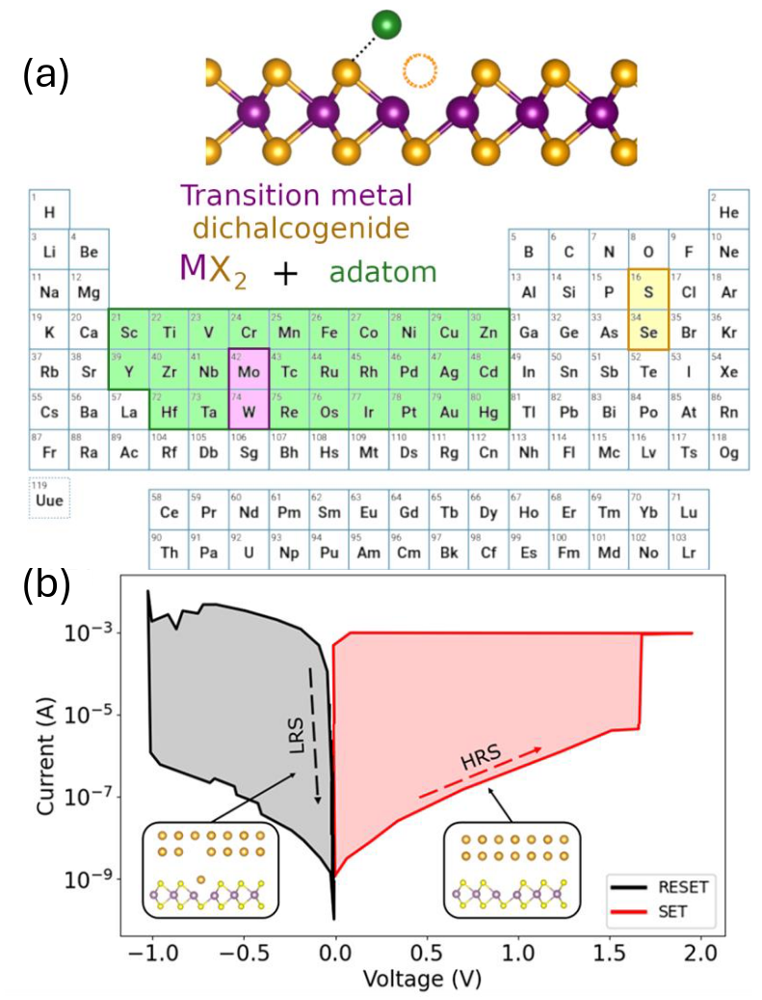 (a)
Transition metal
dichalcogenide
MX₂ + adatom
1 H 2 He
3 Li 4 Be 5 B 6 C 7 N 8 O 9 F 10 Ne
11 Na 12 Mg 13 Al 14 Si 15 P 16 S 17 Cl 18 Ar
19 K 20 Ca 21 Sc 22 Ti 23 V 24 Cr 25 Mn 26 Fe 27 Co 28 Ni 29 Cu 30 Zn 31 Ga 32 Ge 33 As 34 Se 35 Br 36 Kr
37 Rb 38 Sr 39 Y 40 Zr 41 Nb 42 Mo 43 Tc 44 Ru 45 Rh 46 Pd 47 Ag 48 Cd 49 In 50 Sn 51 Sb 52 Te 53 I 54 Xe
55 Cs 56 Ba 57 La 72 Hf 73 Ta 74 W 75 Re 76 Os 77 Ir 78 Pt 79 Au 80 Hg 81 Tl 82 Pb 83 Bi 84 Po 85 At 86 Rn
87 Fr 88 Ra 89 Ac 104 Rf 105 Db 106 Sg 107 Bh 108 Hs 109 Mt 110 Ds 111 Rg 112 Cn 113 Nh 114 Fl 115 Mc 116 Lv 117 Ts 118 Og
119 Uue
58 Ce 59 Pr 60 Nd 61 Pm 62 Sm 63 Eu 64 Gd 65 Tb 66 Dy 67 Ho 68 Er 69 Tm 70 Yb 71 Lu
90 Th 91 Pa 92 U 93 Np 94 Pu 95 Am 96 Cm 97 Bk 98 Cf 99 Es 100 Fm 101 Md 102 No 103 Lr
(b)
Current (A)
10⁻³
10⁻⁵
10⁻⁷
10⁻⁹
LRS
HRS
RESET
SET
−1.0 −0.5 0.0 0.5 1.0 1.5 2.0
Voltage (V)